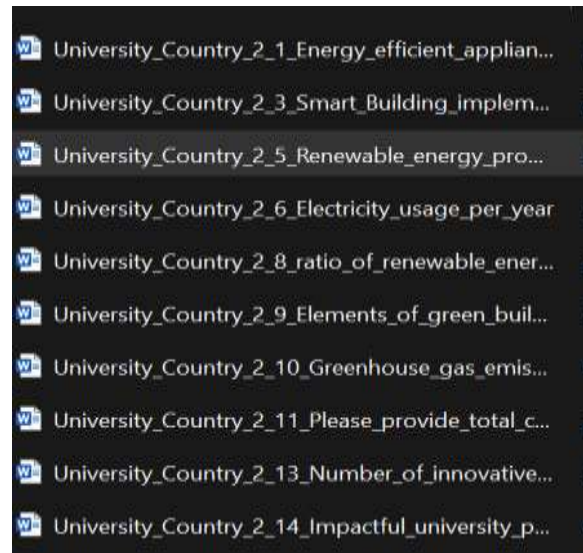 University_Country_2_1_Energy_efficient_applian...
University_Country_2_3_Smart_Building_implem...
University_Country_2_5_Renewable_energy_pro...
University_Country_2_6_Electricity_usage_per_year
University_Country_2_8_ratio_of_renewable_ener...
University_Country_2_9_Elements_of_green_buil...
University_Country_2_10_Greenhouse_gas_emis...
University_Country_2_11_Please_provide_total_c...
University_Country_2_13_Number_of_innovative...
University_Country_2_14_Impactful_university_p...